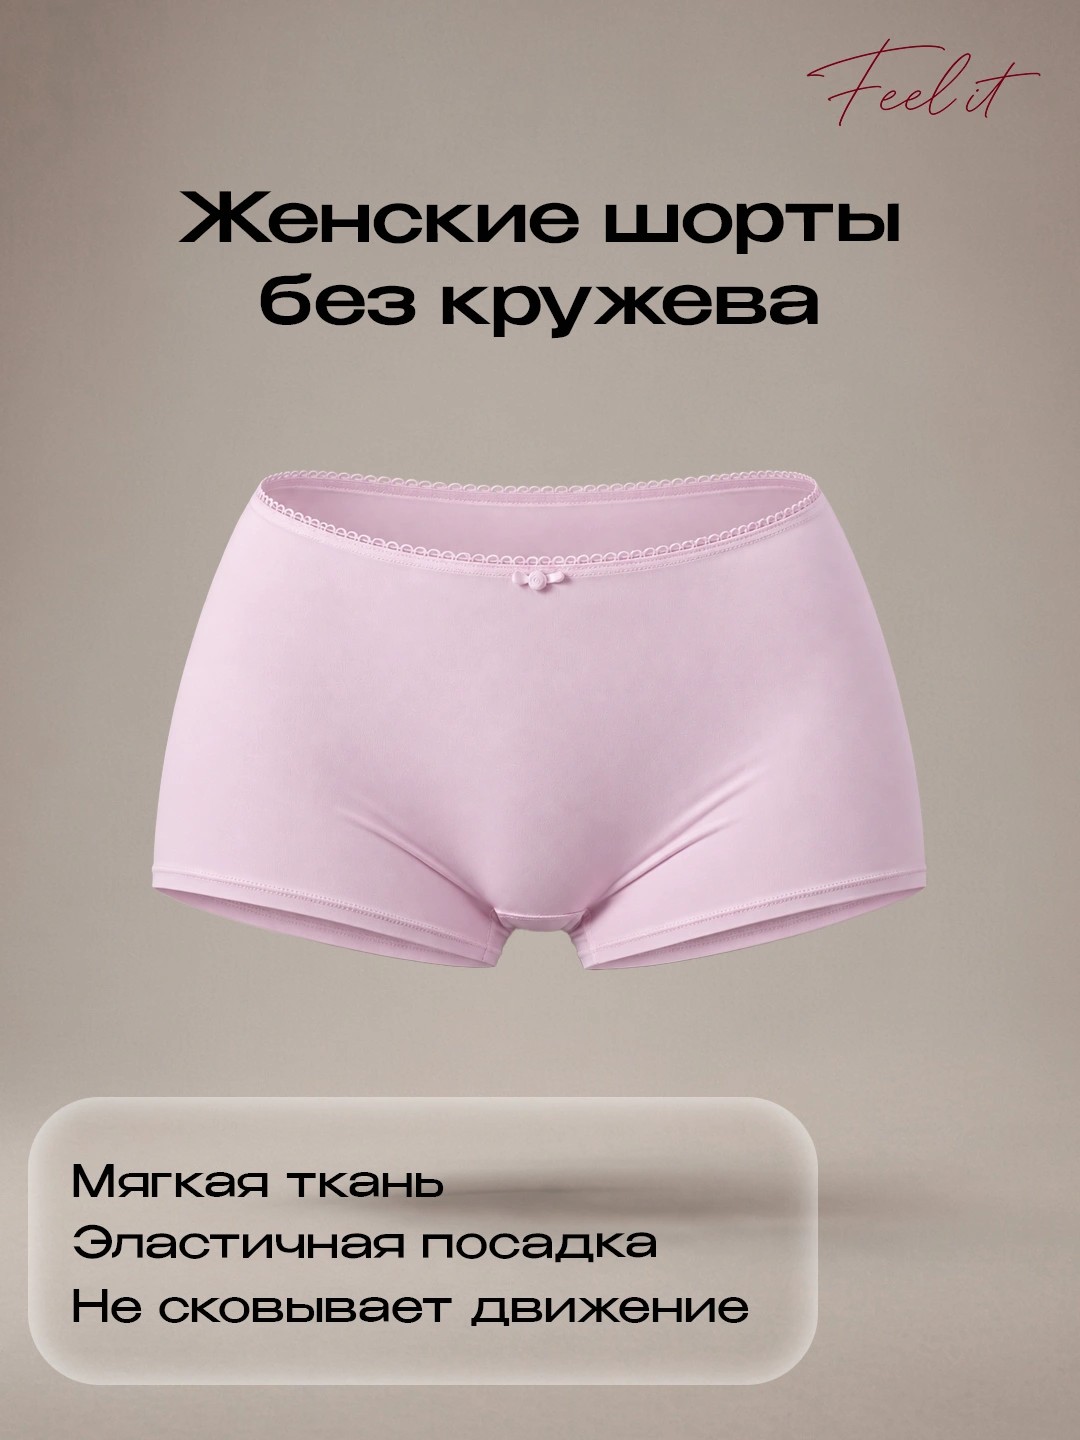 Feel it
Женские шорты
без кружева
Мягкая ткань
Эластичная посадка
Не сковывает движение